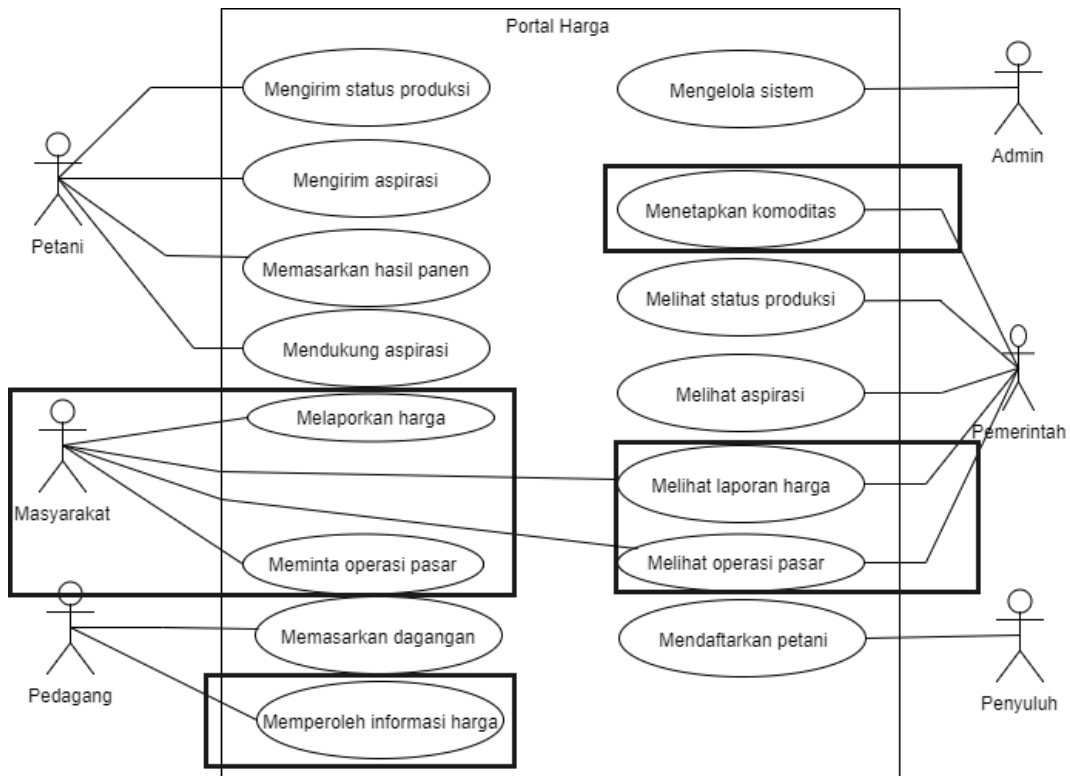 Portal Harga
Mengirim status produksi
Mengelola sistem
Admin
Mengirim aspirasi
Menetapkan komoditas
Petani
Memasarkan hasil panen
Melihat status produksi
Mendukung aspirasi
Melihat aspirasi
Melaporkan harga
Pemerintah
Melihat laporan harga
Masyarakat
Meminta operasi pasar
Melihat operasi pasar
Memasarkan dagangan
Mendaftarkan petani
Pedagang
Penyuluh
Memperoleh informasi harga